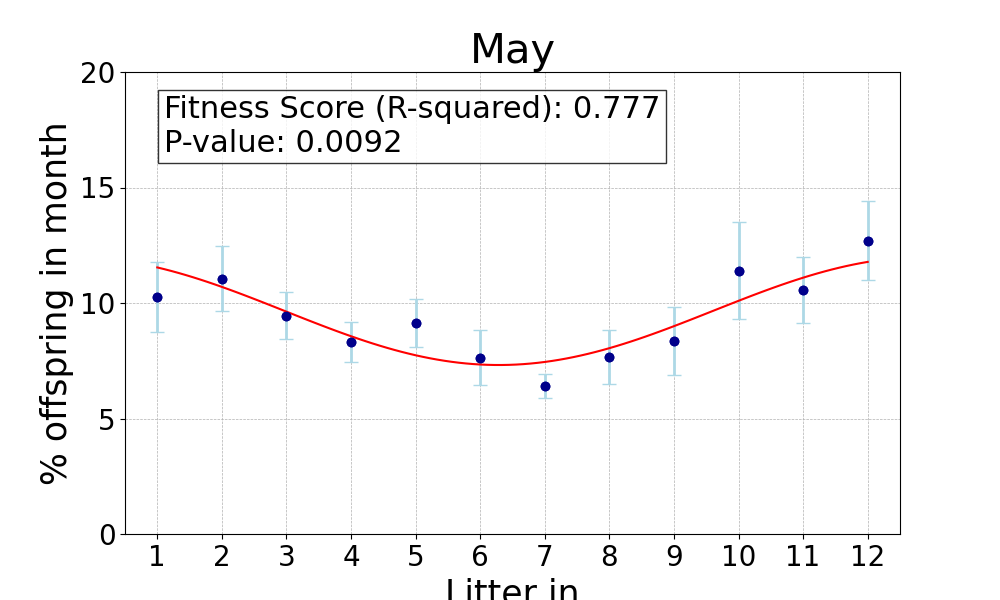 May
Fitness Score (R-squared): 0.777
P-value: 0.0092
% offspring in month
20
15
10
5
0
1 2 3 4 5 6 7 8 9 10 11 12
Litter in